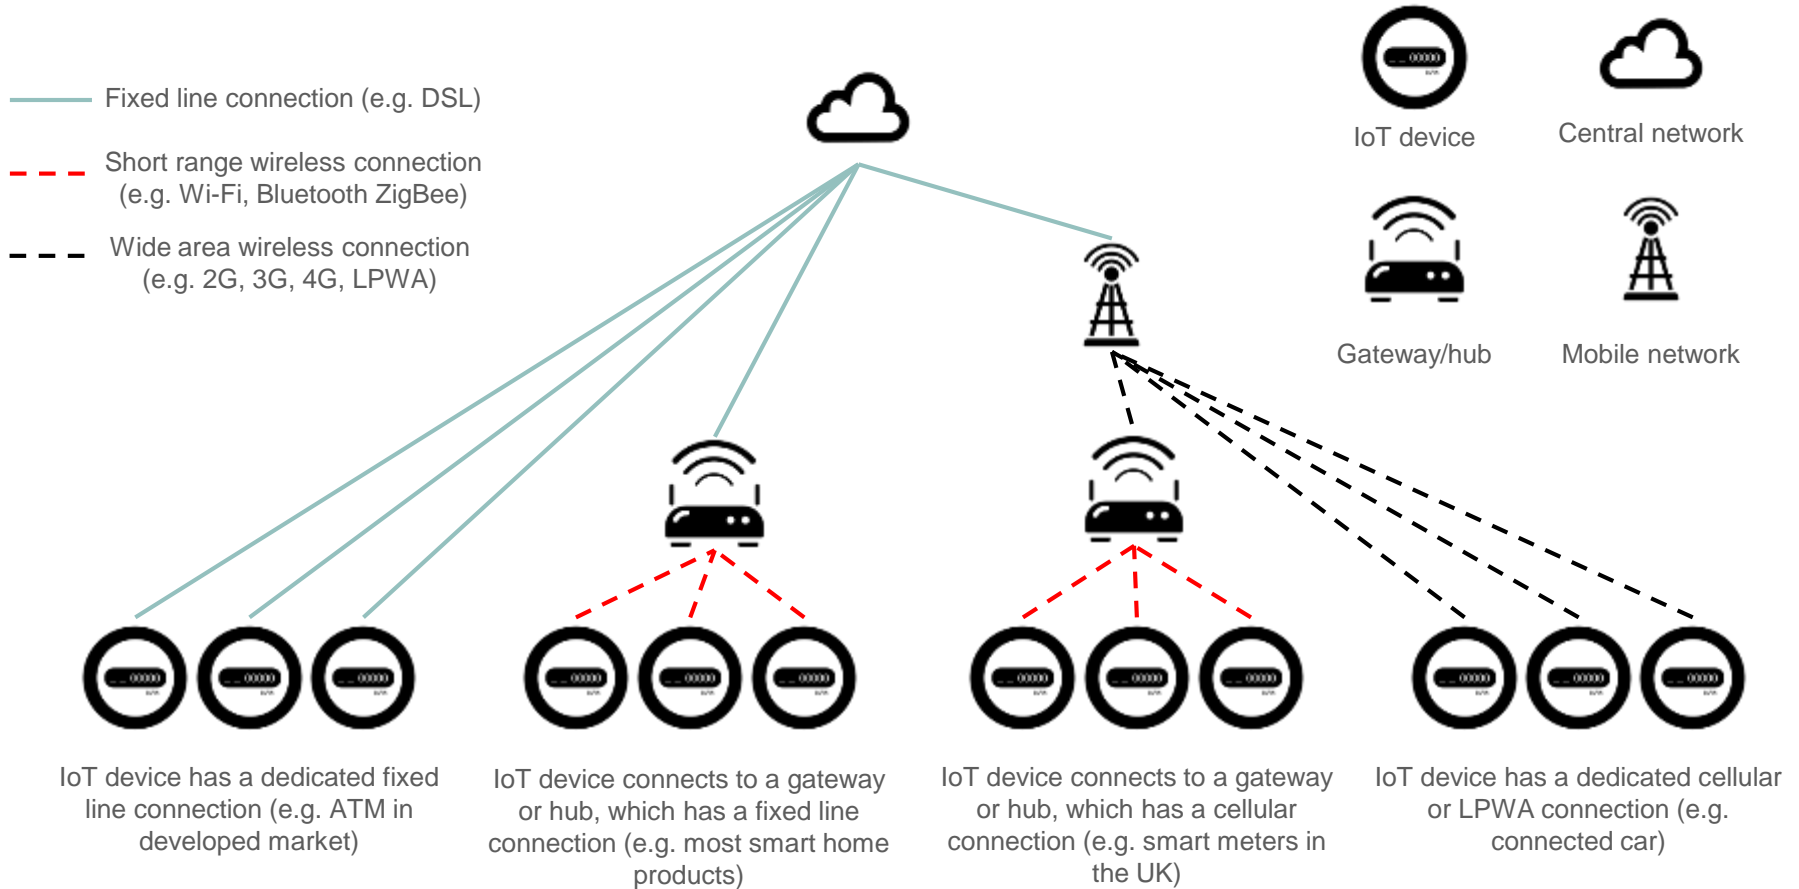 Fixed line connection (e.g. DSL)
Short range wireless connection
(e.g. Wi-Fi, Bluetooth ZigBee)
Wide area wireless connection
(e.g. 2G, 3G, 4G, LPWA)
IoT device
Central network
Gateway/hub
Mobile network
IoT device has a dedicated fixed
line connection (e.g. ATM in
developed market)
IoT device connects to a gateway
or hub, which has a fixed line
connection (e.g. most smart home
products)
IoT device connects to a gateway
or hub, which has a cellular
connection (e.g. smart meters in
the UK)
IoT device has a dedicated cellular
or LPWA connection (e.g.
connected car)